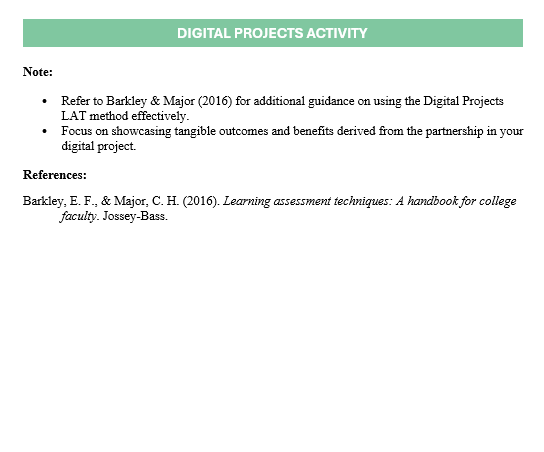 DIGITAL PROJECTS ACTIVITY
Note:
• Refer to Barkley & Major (2016) for additional guidance on using the Digital Projects
LAT method effectively.
• Focus on showcasing tangible outcomes and benefits derived from the partnership in your
digital project.
References:
Barkley, E. F., & Major, C. H. (2016). Learning assessment techniques: A handbook for college
faculty. Jossey-Bass.